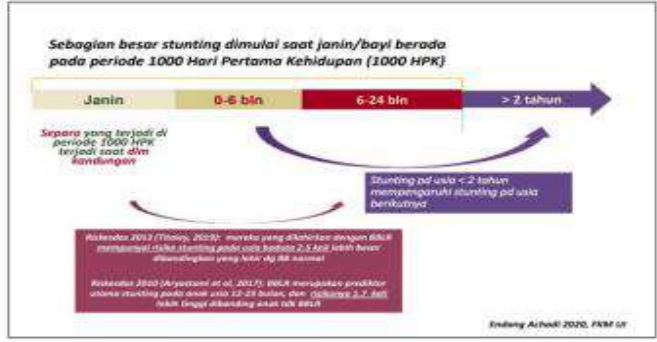 Sebagian besar stunting dimulai saat janin/bayi berada
pada periode 1000 Hari Pertama Kehidupan (1000 HPK)
Janin
0-6 bln
6-24 bln
> 2 tahun
Separo yang terjadi di
periode 1000 HPK
terjadi saat dlm
kandungan
Stunting pd usia < 2 tahun
mempengaruhi stunting pd usia
berikutnya
Riskesdas 2013 (Titaley, 2019): mereka yang dilahirkan dengan BBLR
mempunyai risiko stunting pada usia baduta 2.5 kali lebih besar
dibandingkan yang lahir dg BB normal
Riskesdas 2010 (Aryastami et al, 2017): BBLR merupakan prediktor
utama stunting pada anak usia 12-23 bulan, dan risikonya 1.7 kali
lebih tinggi dibanding anak tdk BBLR
Endang Achadi 2020, FKM UI